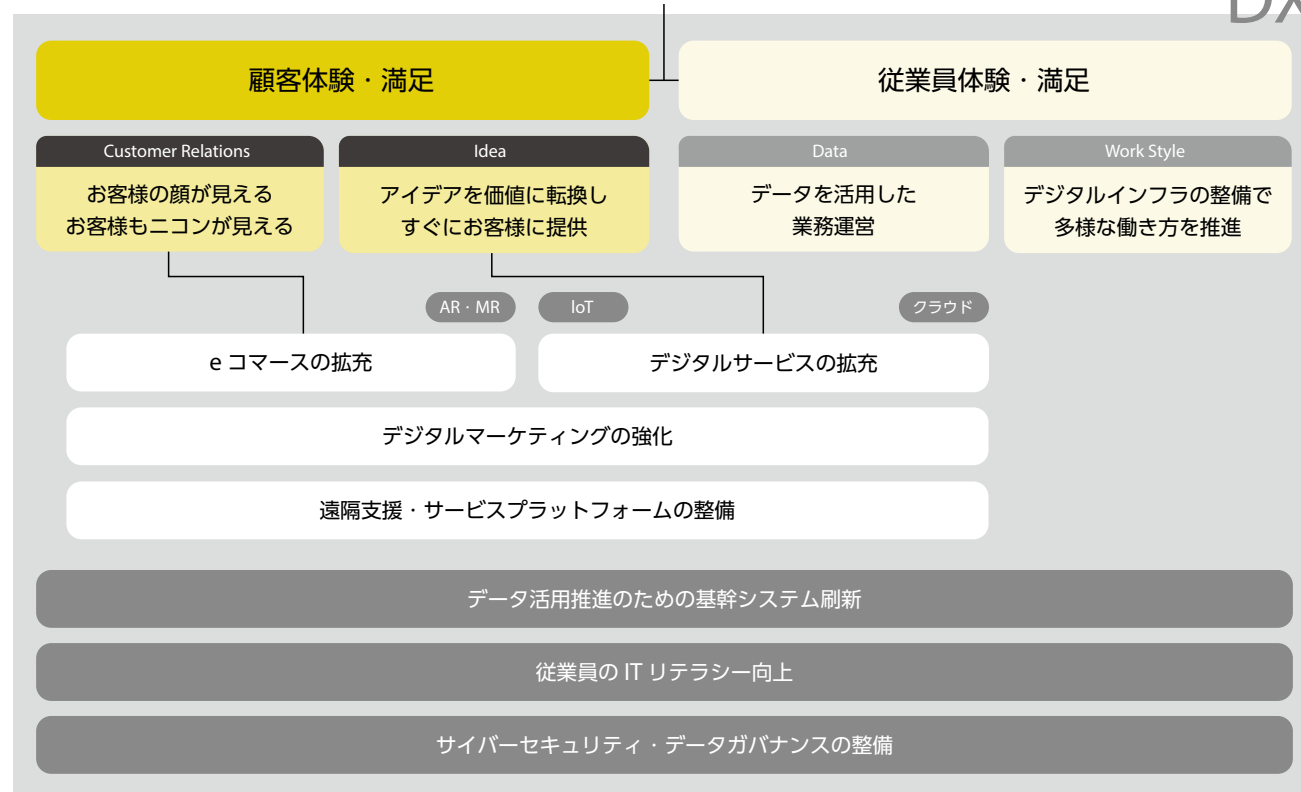 DX
顧客体験・満足
従業員体験・満足
Customer Relations
お客様の顔が見える
お客様もニコンが見える
Idea
アイデアを価値に転換し
すぐにお客様に提供
Data
データを活用した
業務運営
Work Style
デジタルインフラの整備で
多様な働き方を推進
AR・MR
IoT
クラウド
e コマースの拡充
デジタルサービスの拡充
デジタルマーケティングの強化
遠隔支援・サービスプラットフォームの整備
データ活用推進のための基幹システム刷新
従業員の IT リテラシー向上
サイバーセキュリティ・データガバナンスの整備